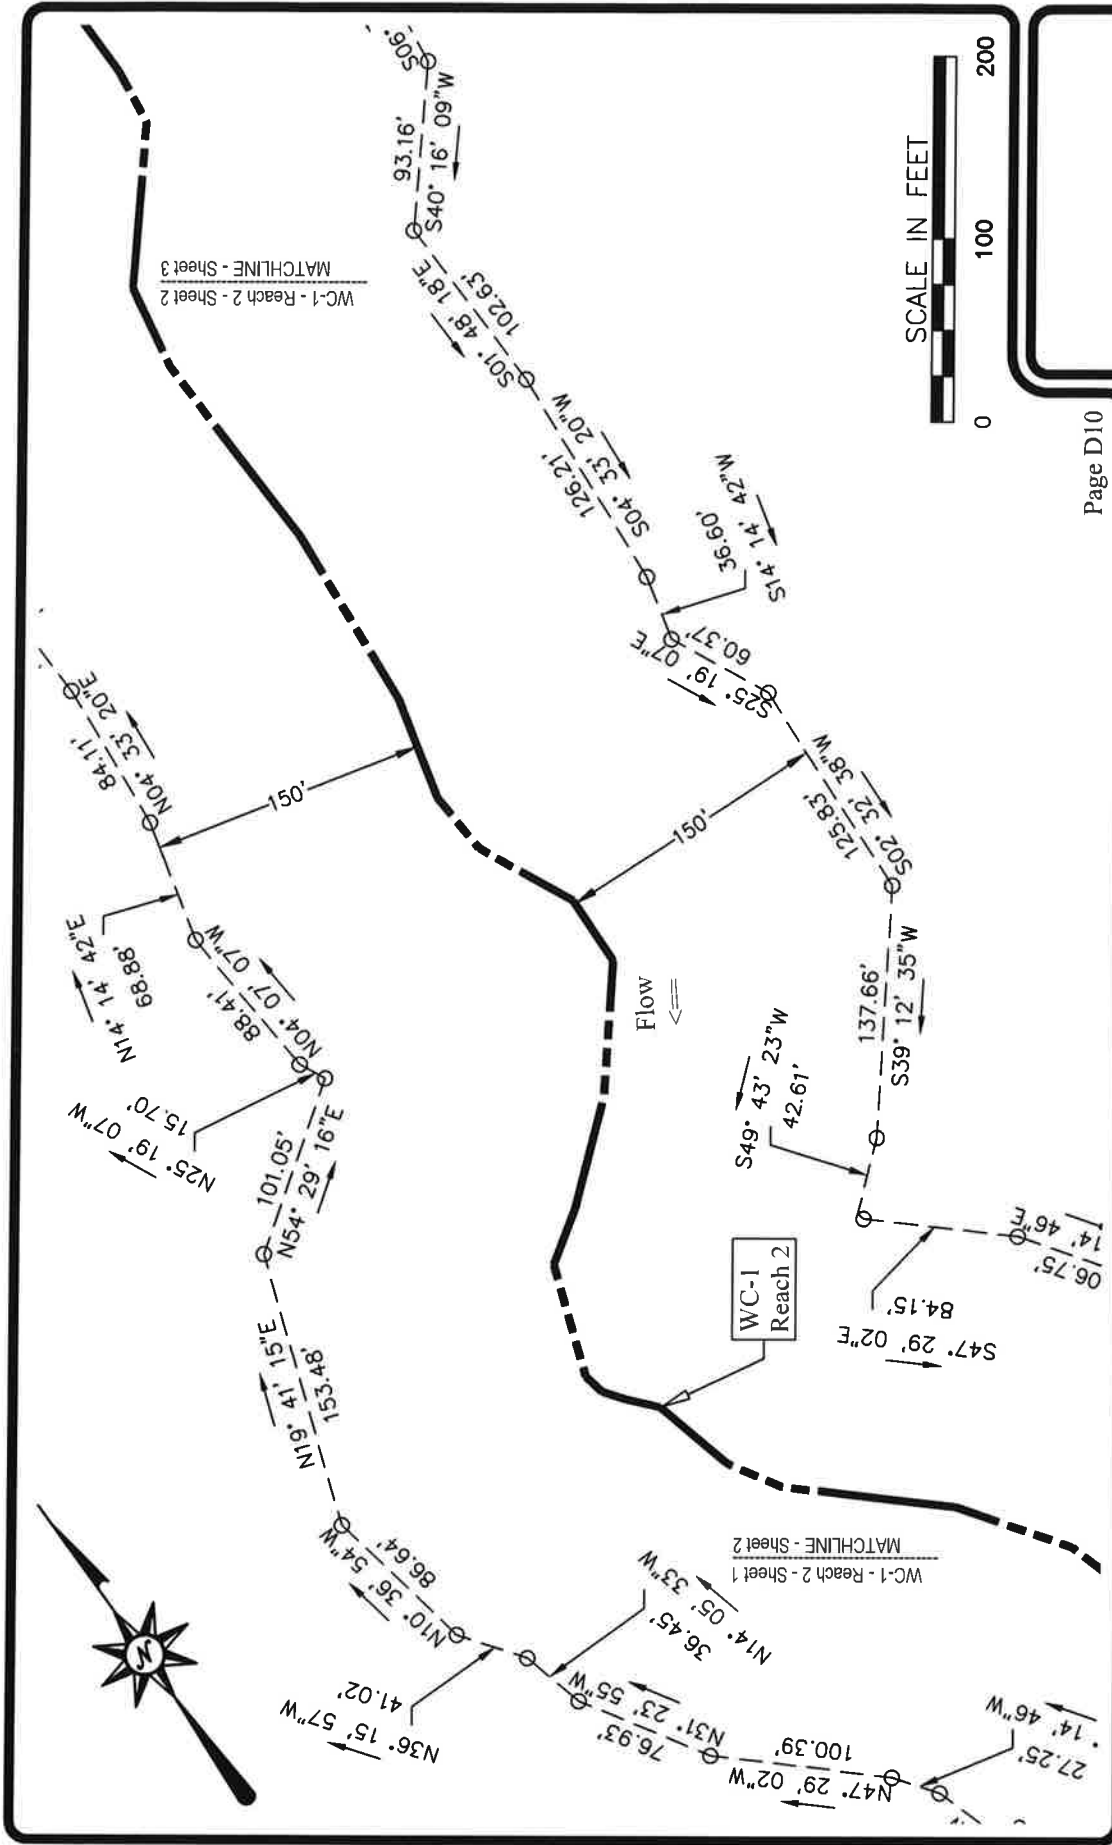 S06°
93.16'
S40° 16' 09"W
S01° 48' 18"E
102.63'
126.21'
S04° 33' 20"W
36.60'
S14° 14' 42"W
S25° 19' 07"E
60.37'
125.83'
S02° 32' 38"W
137.66'
S39° 12' 35"W
S49° 43' 23"W
42.61'
S47° 29' 02"E
84.15'
06.75'
14' 46"E
WC-1 - Reach 2 - Sheet 2
MATCHLINE - Sheet 3
84.11'
N04° 33' 20"E
N14° 14' 42"E
68.88'
88.41'
N04° 07' 07"W
N25° 19' 07"W
15.70'
101.05'
N54° 29' 16"E
N19° 41' 15"E
153.48'
N10° 36' 54"W
86.64'
N36° 15' 57"W
41.02'
36.45'
N14° 05' 33"W
N31° 23' 55"W
76.93'
N47° 29' 02"W
100.39'
27.25'
° 14' 46"W
150'
150'
Flow
<==
WC-1
Reach 2
WC-1 - Reach 2 - Sheet 1
MATCHLINE - Sheet 2
N
SCALE IN FEET
0 100 200
Page D10